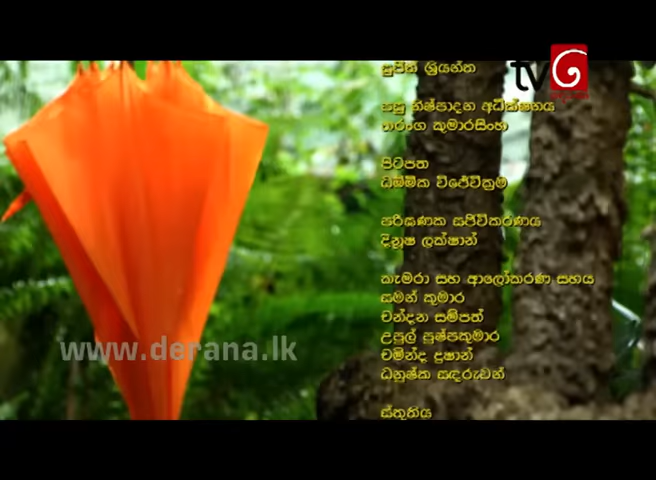 සුජිත් ශ්‍රියන්ත
පසු නිෂ්පාදන අධීක්ෂණය
තරංග කුමාරසිංහ
පිටපත
ධම්මික විජේවික්‍රම
පරිගණක සජීවිකරණය
දිනූෂ ලක්ෂාන්
කැමරා සහ ආලෝකරණ සහය
සමන් කුමාර
චන්දන සම්පත්
උපුල් පුෂ්පකුමාර
චමින්ද දුෂාන්
ධනුෂ්ක සඳරුවන්
ස්තූතිය
www.derana.lk
tv